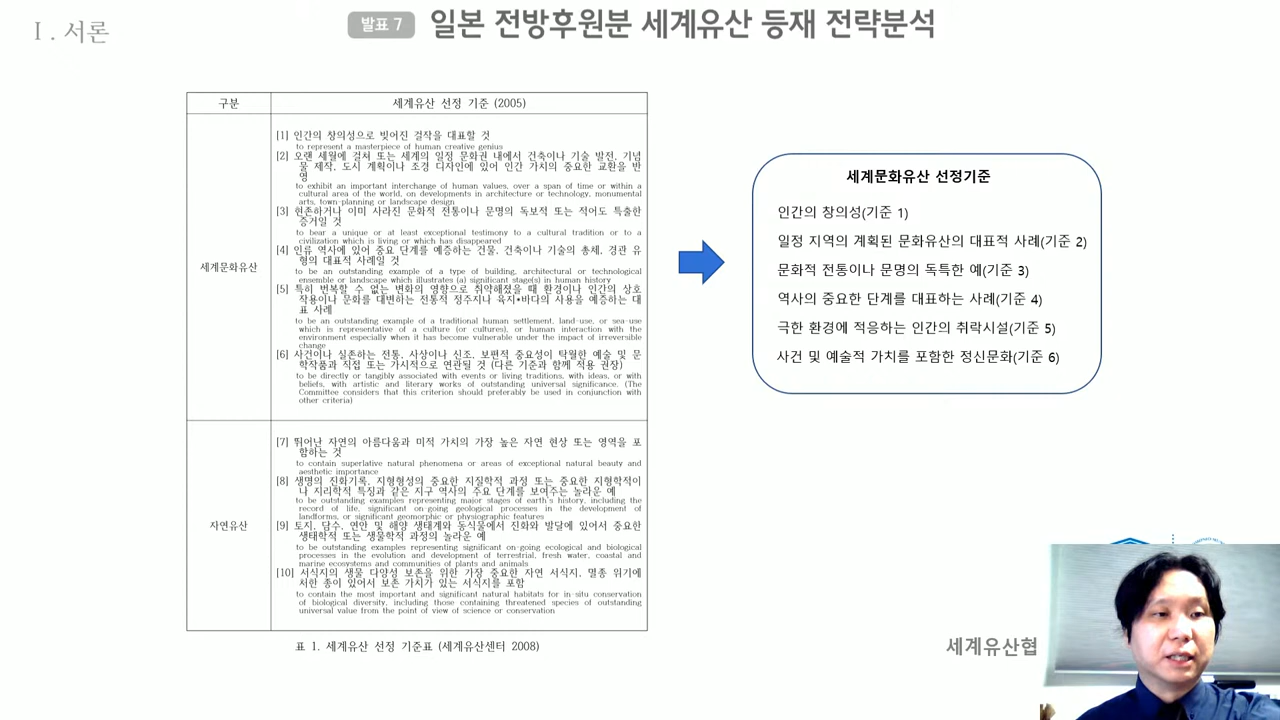 Ⅰ. 서론
발표 7
일본 전방후원분 세계유산 등재 전략분석
구분
세계유산 선정 기준 (2005)
세계문화유산
[1] 인간의 창의성으로 빚어진 걸작을 대표할 것
to represent a masterpiece of human creative genius
[2] 오랜 세월에 걸쳐 또는 세계의 일정 문화권 내에서 건축이나 기술 발전, 기념
물 제작, 도시 계획이나 조경 디자인에 있어 인간 가치의 중요한 교환을 반
영
to exhibit an important interchange of human values, over a span of time or within a
cultural area of the world, on developments in architecture or technology, monumental
arts, town-planning or landscape design
[3] 현존하거나 이미 사라진 문화적 전통이나 문명의 독보적 또는 적어도 특출한
증거일 것
to bear a unique or at least exceptional testimony to a cultural tradition or to a
civilization which is living or which has disappeared
[4] 인류 역사에 있어 중요 단계를 예증하는 건물, 건축이나 기술의 총체, 경관 유
형의 대표적 사례일 것
to be an outstanding example of a type of building, architectural or technological
ensemble or landscape which illustrates (a) significant stage(s) in human history
[5] 특히 번복할 수 없는 변화의 영향으로 취약해졌을 때 환경이나 인간의 상호
작용이나 문화를 대변하는 전통적 정주지나 육지•바다의 사용을 예증하는 대
표 사례
to be an outstanding example of a traditional human settlement, land-use, or sea-use
which is representative of a culture (or cultures), or human interaction with the
environment especially when it has become vulnerable under the impact of irreversible
change
[6] 사건이나 실존하는 전통, 사상이나 신조, 보편적 중요성이 탁월한 예술 및 문
학작품과 직접 또는 가시적으로 연관될 것 (다른 기준과 함께 적용 권장)
to be directly or tangibly associated with events or living traditions, with ideas, or with
beliefs, with artistic and literary works of outstanding universal significance. (The
Committee considers that this criterion should preferably be used in conjunction with
other criteria)
자연유산
[7] 뛰어난 자연의 아름다움과 미적 가치의 가장 높은 자연 현상 또는 영역을 포
함하는 것
to contain superlative natural phenomena or areas of exceptional natural beauty and
aesthetic importance
[8] 생명의 진화기록, 지형형성의 중요한 지질학적 과정 또는 중요한 지형학적이
나 지리학적 특징과 같은 지구 역사의 주요 단계를 보여주는 놀라운 예
to be outstanding examples representing major stages of earth's history, including the
record of life, significant on-going geological processes in the development of
landforms, or significant geomorphic or physiographic features
[9] 토지, 담수, 연안 및 해양 생태계와 동식물에서 진화와 발달에 있어서 중요한
생태학적 또는 생물학적 과정의 놀라운 예
to be outstanding examples representing significant on-going ecological and biological
processes in the evolution and development of terrestrial, fresh water, coastal and
marine ecosystems and communities of plants and animals
[10] 서식지의 생물 다양성 보존을 위한 가장 중요한 자연 서식지, 멸종 위기에
처한 종이 있어서 보존 가치가 있는 서식지를 포함
to contain the most important and significant natural habitats for in-situ conservation
of biological diversity, including those containing threatened species of outstanding
universal value from the point of view of science or conservation
표 1. 세계유산 선정 기준표 (세계유산센터 2008)
세계문화유산 선정기준
인간의 창의성(기준 1)
일정 지역의 계획된 문화유산의 대표적 사례(기준 2)
문화적 전통이나 문명의 독특한 예(기준 3)
역사의 중요한 단계를 대표하는 사례(기준 4)
극한 환경에 적응하는 인간의 취락시설(기준 5)
사건 및 예술적 가치를 포함한 정신문화(기준 6)
세계유산협